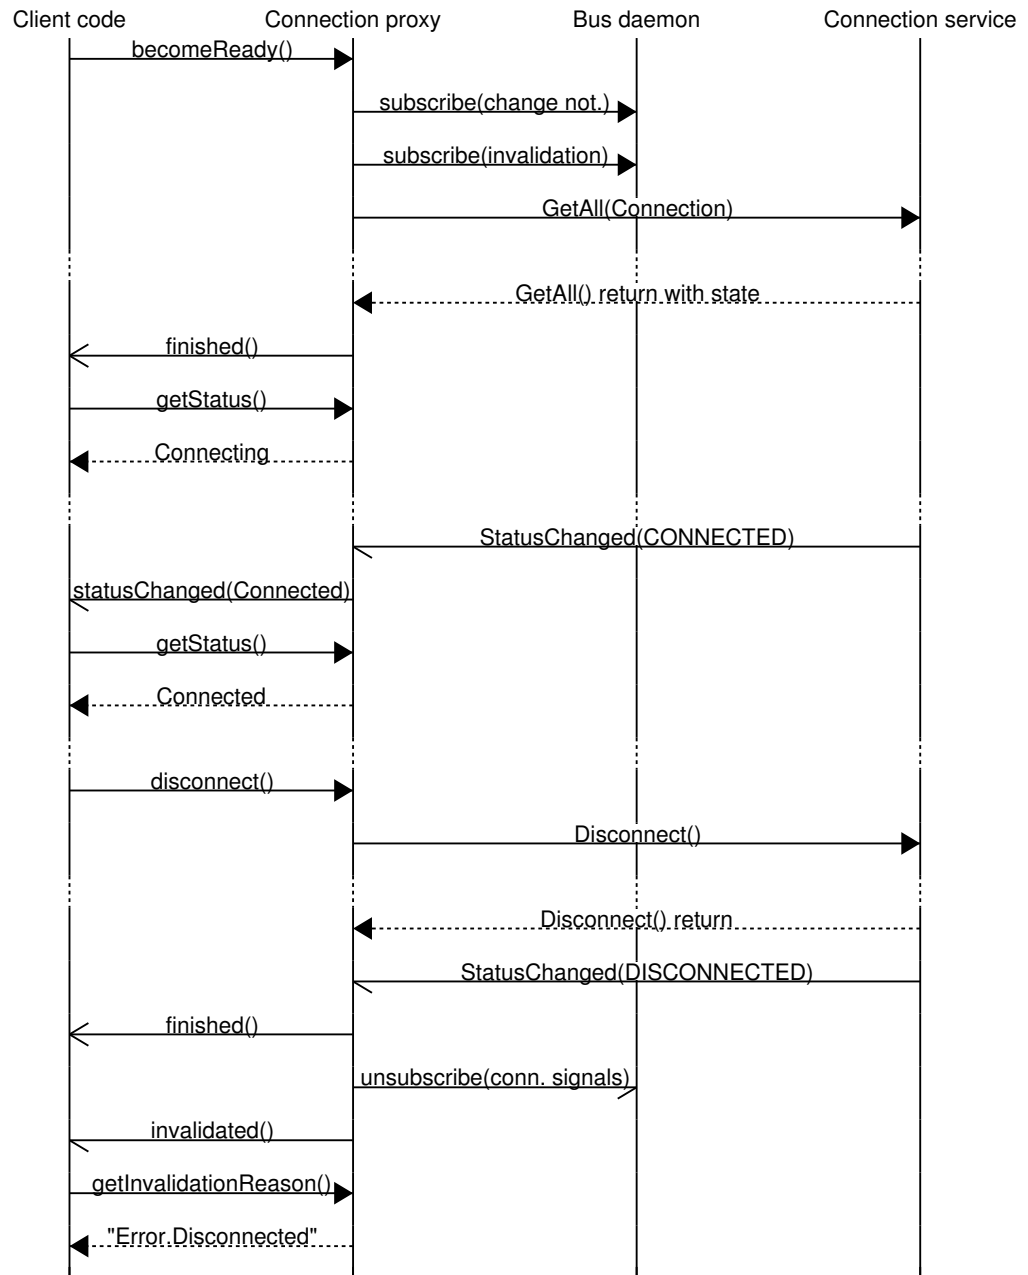 Client code
Connection proxy
Bus daemon
Connection service
becomeReady()
subscribe(change not.)
subscribe(invalidation)
GetAll(Connection)
GetAll() return with state
finished()
getStatus()
Connecting
StatusChanged(CONNECTED)
statusChanged(Connected)
getStatus()
Connected
disconnect()
Disconnect()
Disconnect() return
StatusChanged(DISCONNECTED)
finished()
unsubscribe(conn. signals)
invalidated()
getInvalidationReason()
"Error.Disconnected"